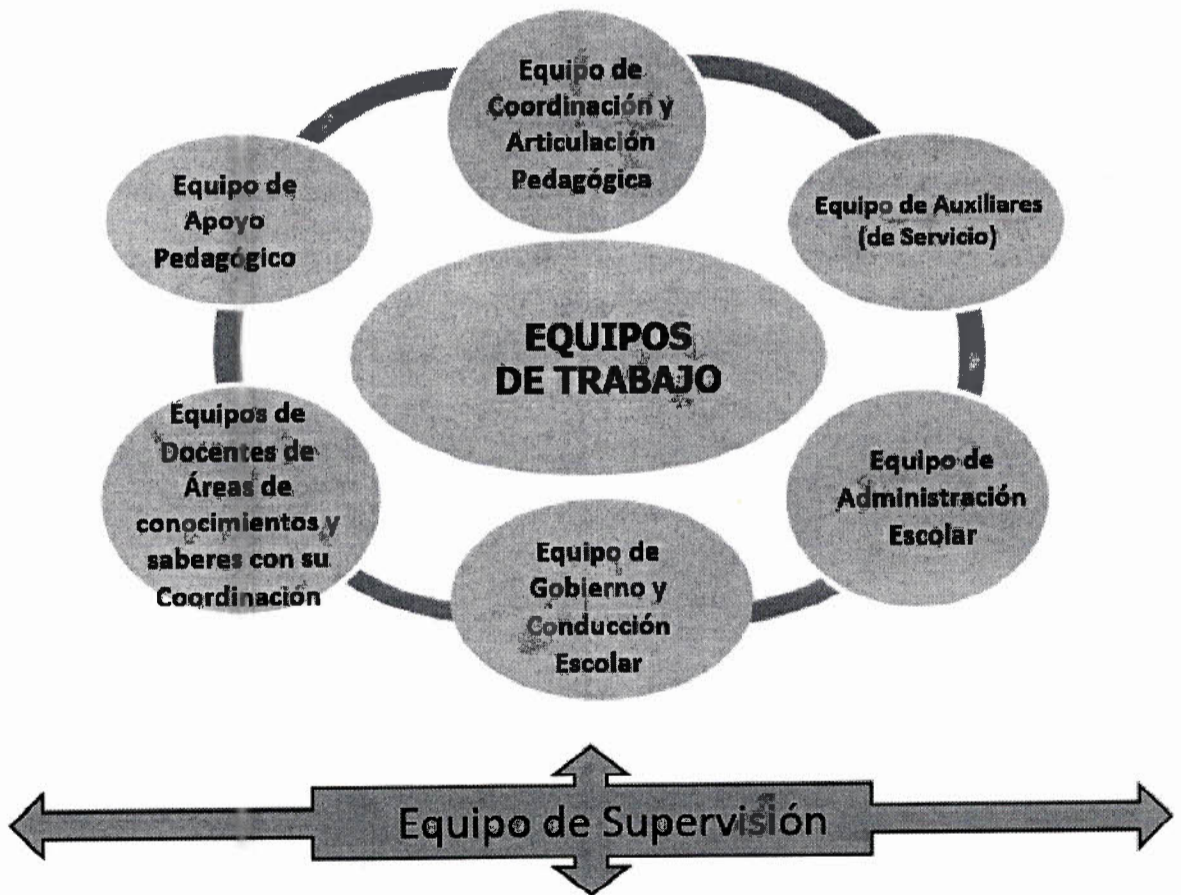 Equipo de
Coordinación y
Articulación
Pedagógica
Equipo de Auxiliares
(de Servicio)
Equipo de
Apoyo
Pedagógico
EQUIPOS
DE TRABAJO
Equipos de
Docentes de
Áreas de
conocimientos y
saberes con su
Coordinación
Equipo de
Administración
Escolar
Equipo de
Gobierno y
Conducción
Escolar
Equipo de Supervisión